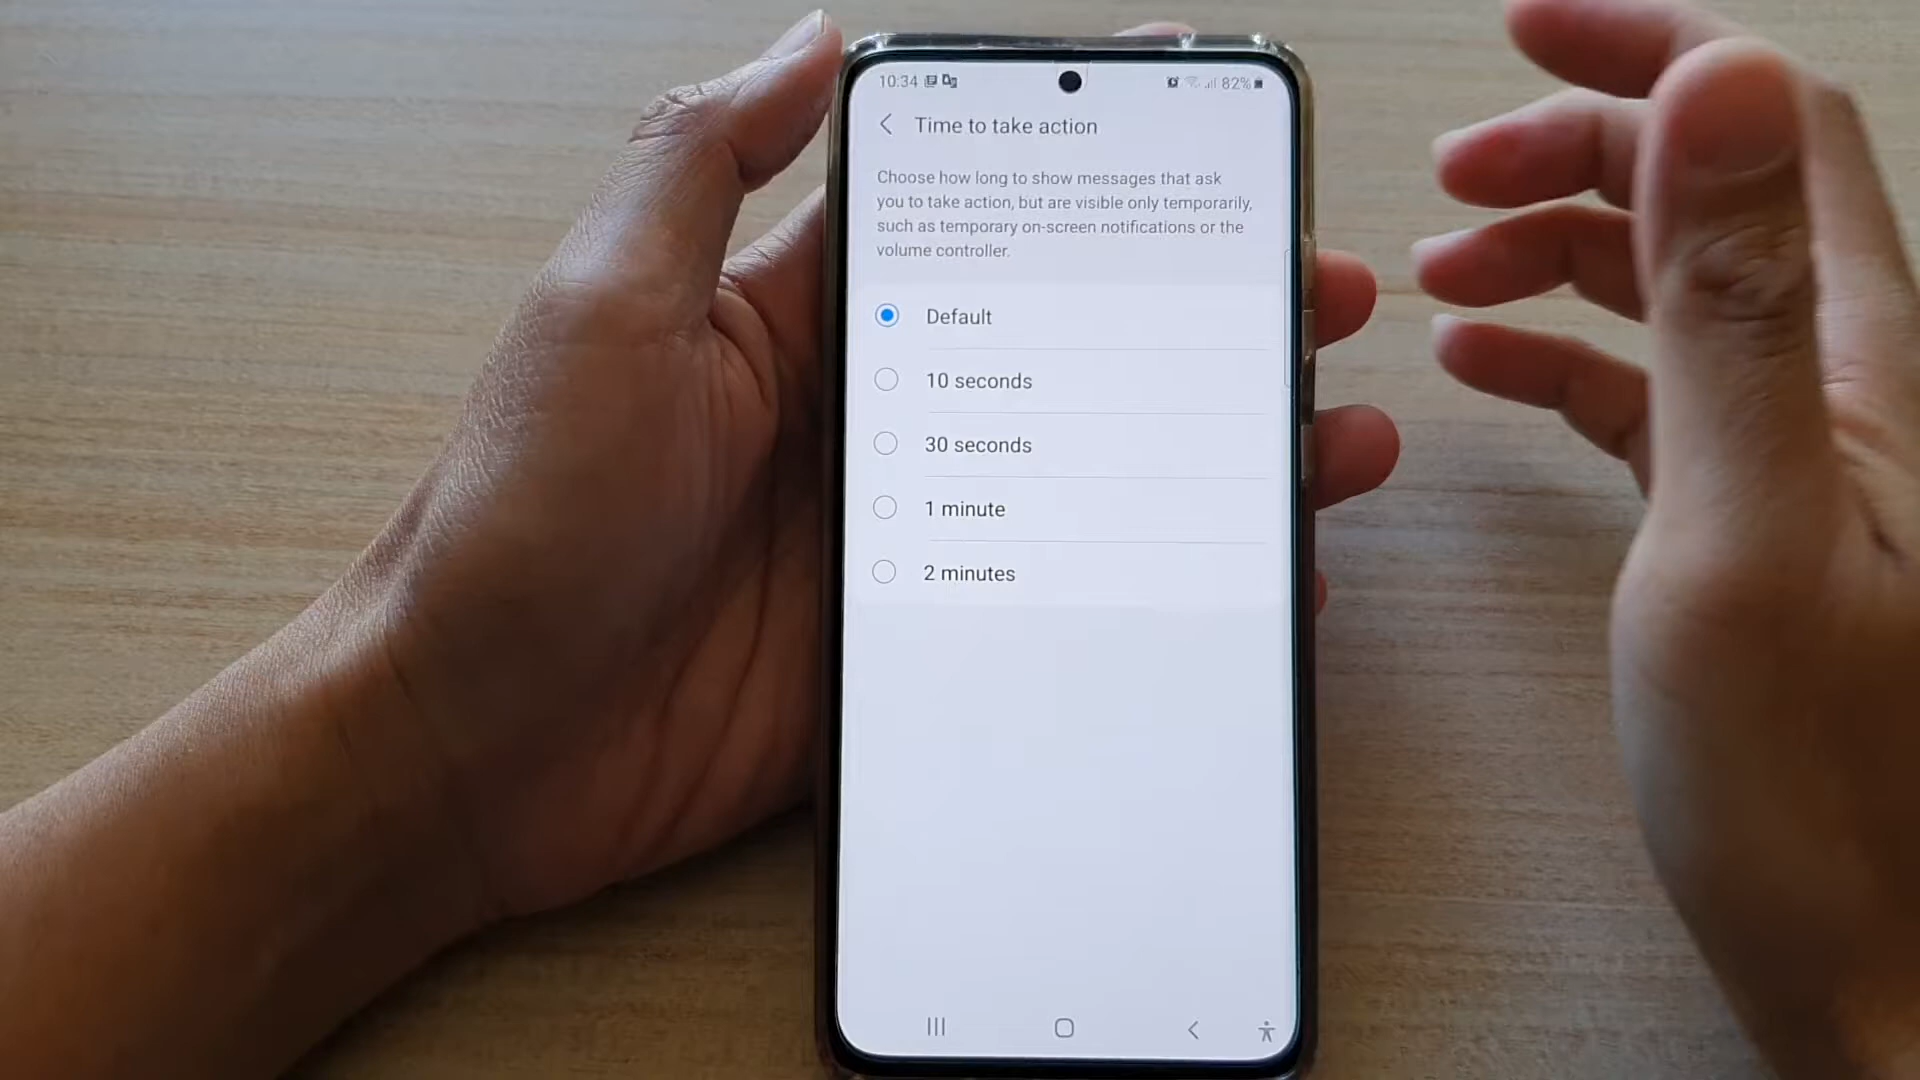 10:34
82%
Time to take action
Choose how long to show messages that ask
you to take action, but are visible only temporarily,
such as temporary on-screen notifications or the
volume controller.
Default
10 seconds
30 seconds
1 minute
2 minutes